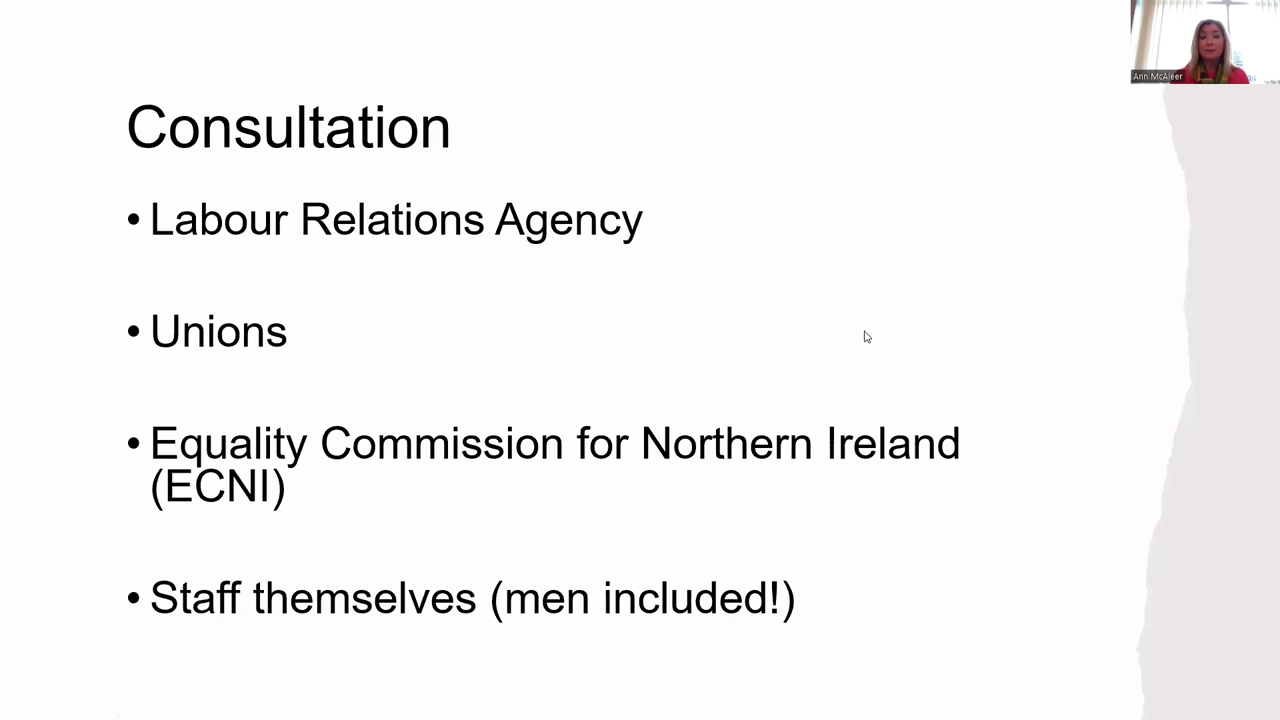 Ann McAleer
Consultation
• Labour Relations Agency
• Unions
• Equality Commission for Northern Ireland
(ECNI)
• Staff themselves (men included!)